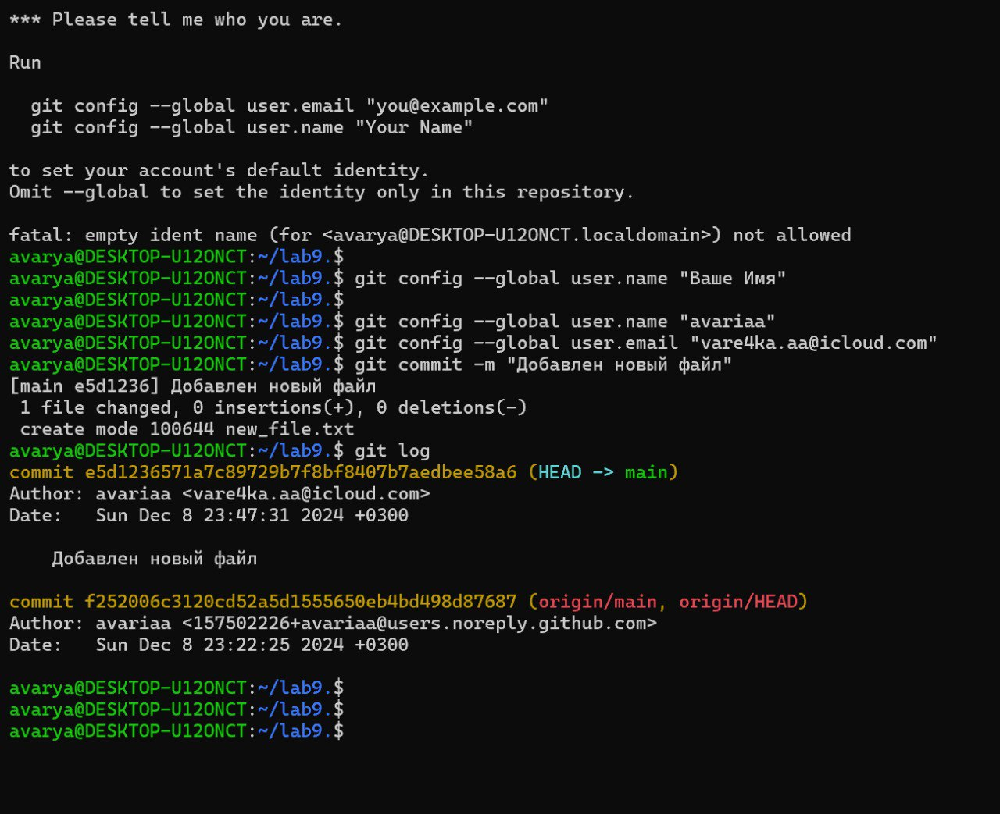 *** Please tell me who you are.
Run
git config --global user.email "you@example.com"
git config --global user.name "Your Name"
to set your account's default identity.
Omit --global to set the identity only in this repository.
fatal: empty ident name (for <avarya@DESKTOP-U12ONCT.localdomain>) not allowed
avarya@DESKTOP-U12ONCT:~/lab9.$
avarya@DESKTOP-U12ONCT:~/lab9.$ git config --global user.name "Ваше Имя"
avarya@DESKTOP-U12ONCT:~/lab9.$
avarya@DESKTOP-U12ONCT:~/lab9.$ git config --global user.name "avariaa"
avarya@DESKTOP-U12ONCT:~/lab9.$ git config --global user.email "vare4ka.aa@icloud.com"
avarya@DESKTOP-U12ONCT:~/lab9.$ git commit -m "Добавлен новый файл"
[main e5d1236] Добавлен новый файл
1 file changed, 0 insertions(+), 0 deletions(-)
create mode 100644 new_file.txt
avarya@DESKTOP-U12ONCT:~/lab9.$ git log
commit e5d1236571a7c89729b7f8bf8407b7aedbee58a6 (HEAD -> main)
Author: avariaa <vare4ka.aa@icloud.com>
Date:   Sun Dec 8 23:47:31 2024 +0300
Добавлен новый файл
commit f252006c3120cd52a5d1555650eb4bd498d87687 (origin/main, origin/HEAD)
Author: avariaa <157502226+avariaa@users.noreply.github.com>
Date:   Sun Dec 8 23:22:25 2024 +0300
avarya@DESKTOP-U12ONCT:~/lab9.$
avarya@DESKTOP-U12ONCT:~/lab9.$
avarya@DESKTOP-U12ONCT:~/lab9.$